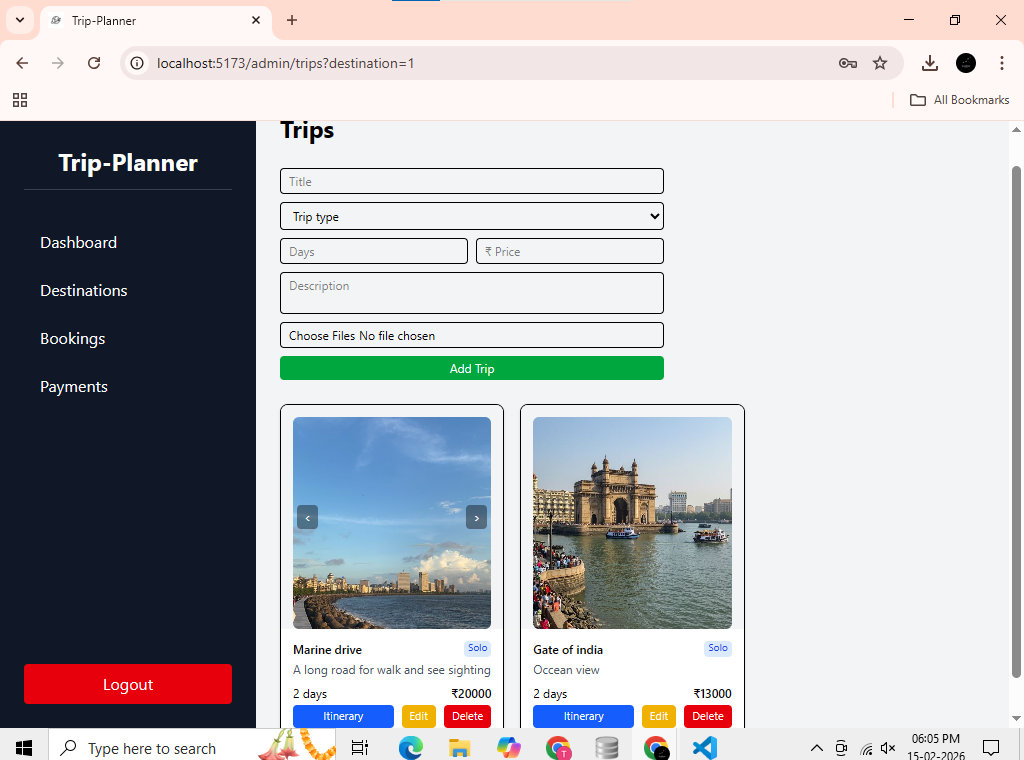 Trip-Planner
localhost:5173/admin/trips?destination=1
All Bookmarks
Trip-Planner
Dashboard
Destinations
Bookings
Payments
Logout
Trips
Title
Trip type
Days
₹ Price
Description
Choose Files No file chosen
Add Trip
Marine drive
Solo
A long road for walk and see sighting
2 days
₹20000
Itinerary
Edit
Delete
Gate of india
Solo
Occean view
2 days
₹13000
Itinerary
Edit
Delete
Type here to search
T
06:05 PM
15-02-2026